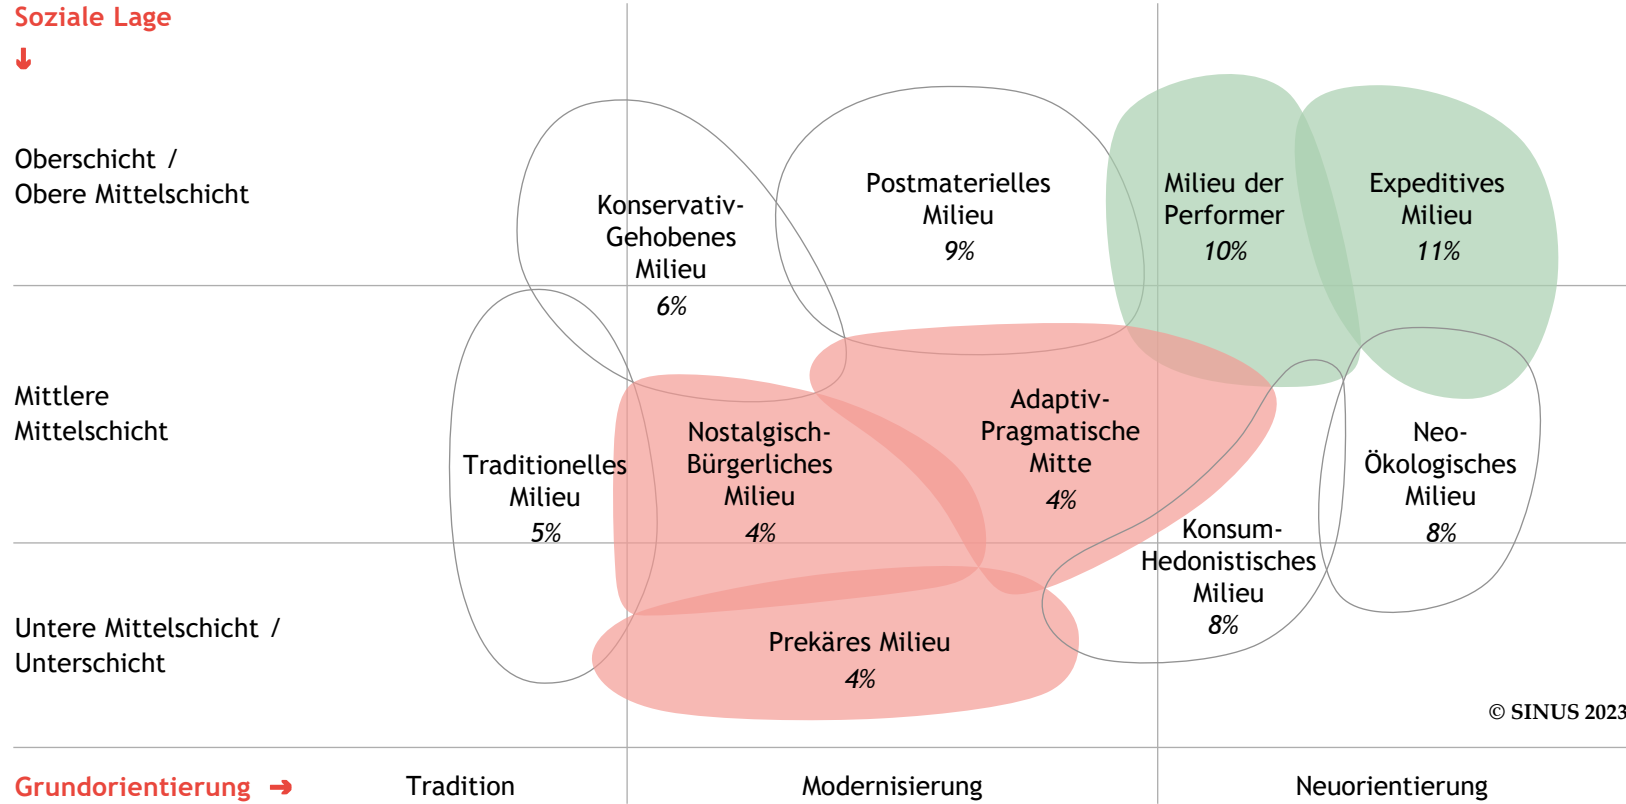 Soziale Lage
↓
Oberschicht /
Obere Mittelschicht
Konservativ-
Gehobenes
Milieu
6%
Postmaterielles
Milieu
9%
Milieu der
Performer
10%
Expeditives
Milieu
11%
Mittlere
Mittelschicht
Traditionelles
Milieu
5%
Nostalgisch-
Bürgerliches
Milieu
4%
Adaptiv-
Pragmatische
Mitte
4%
Konsum-
Hedonistisches
Milieu
8%
Neo-
Ökologisches
Milieu
8%
Untere Mittelschicht /
Unterschicht
Prekäres Milieu
4%
© SINUS 2023
Grundorientierung →
Tradition
Modernisierung
Neuorientierung